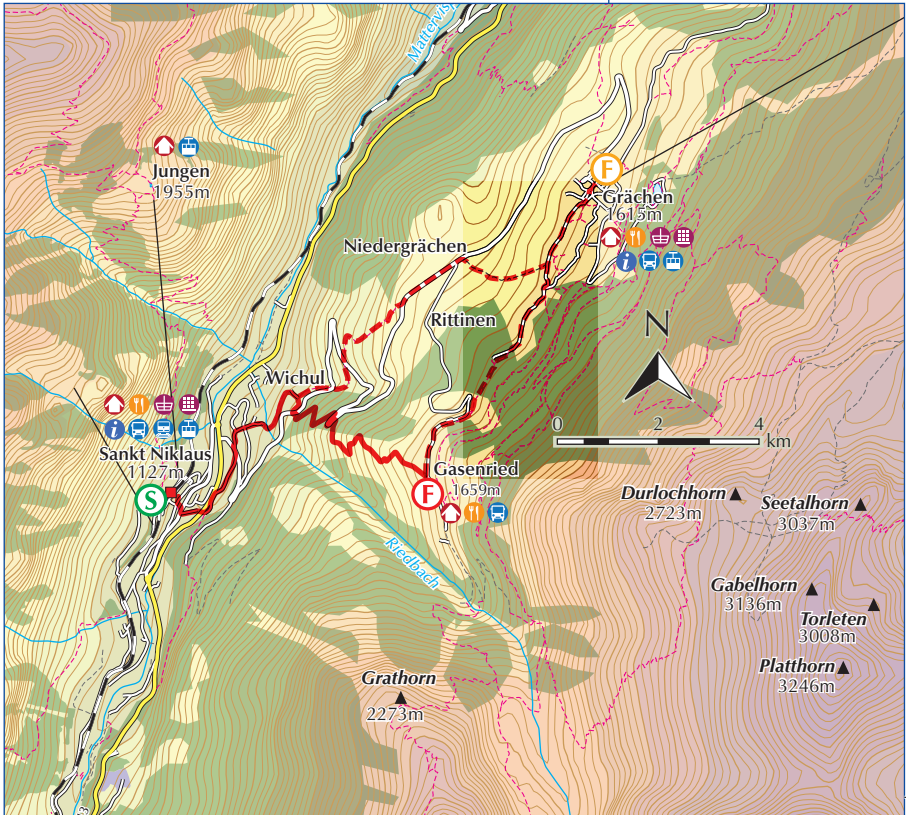 Mattervisp
Jungen
1955m
F
Grächen
1615m
i
Niedergrächen
Rittinen
N
Wichul
0 2 4
km
i
Sankt Niklaus
1127m
S
Gasenried
1659m
F
Durlochhorn
2723m
Seetalhorn
3037m
Riedbach
Gabelhorn
3136m
Torleten
3008m
Platthorn
3246m
Grathorn
2273m